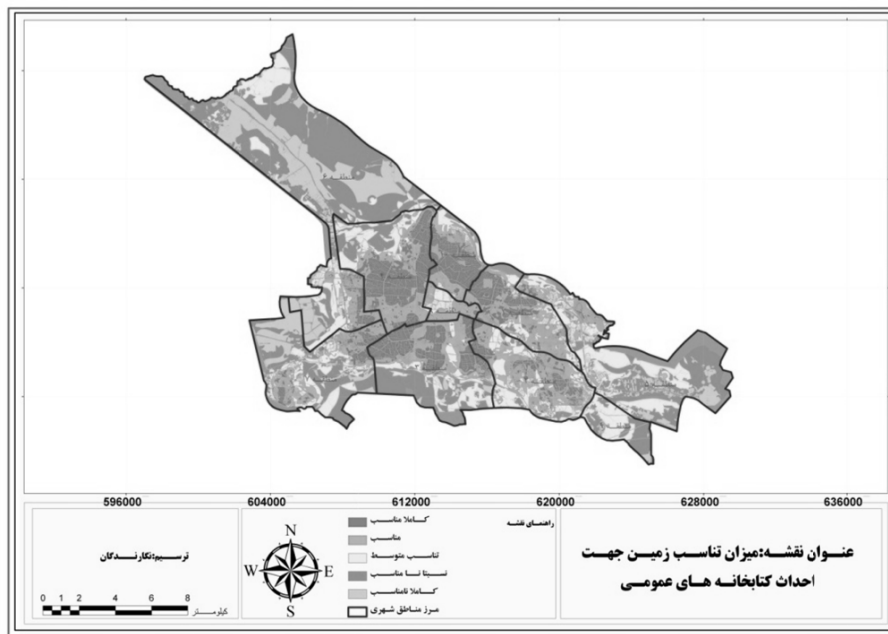 596000 604000 612000 620000 628000 636000
عنوان نقشه:میزان تناسب زمین جهت
احداث کتابخانه های عمومی
راهنمای نقشه
کاملا مناسب
مناسب
تناسب متوسط
نسبتا نا مناسب
کاملا نامناسب
مرز مناطق شهری
N
W E
S
ترسیم:نگارندگان
0 1 2 4 6 8
کیلومتر